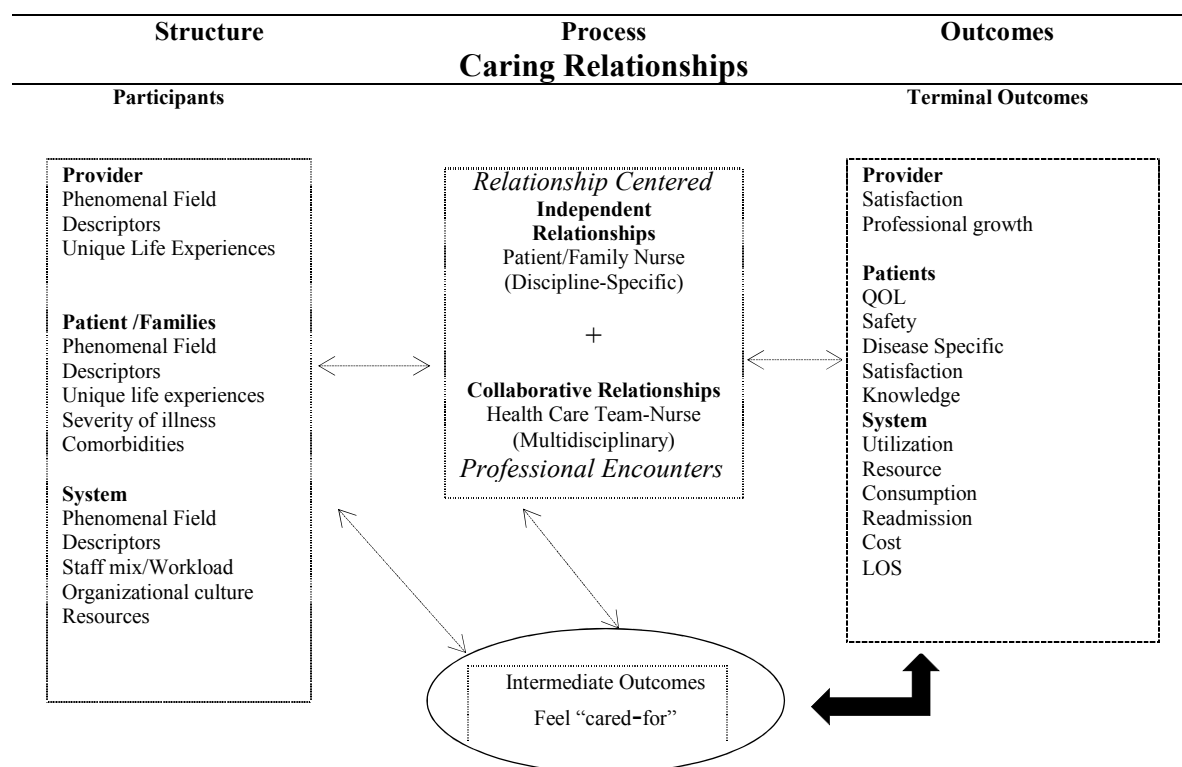 Structure Process Outcomes
Caring Relationships
Participants Terminal Outcomes
Provider
Phenomenal Field
Descriptors
Unique Life Experiences
Patient /Families
Phenomenal Field
Descriptors
Unique life experiences
Severity of illness
Comorbidities
System
Phenomenal Field
Descriptors
Staff mix/Workload
Organizational culture
Resources
Relationship Centered
Independent
Relationships
Patient/Family Nurse
(Discipline-Specific)
+
Collaborative Relationships
Health Care Team-Nurse
(Multidisciplinary)
Professional Encounters
Provider
Satisfaction
Professional growth
Patients
QOL
Safety
Disease Specific
Satisfaction
Knowledge
System
Utilization
Resource
Consumption
Readmission
Cost
LOS
Intermediate Outcomes
Feel “cared-for”